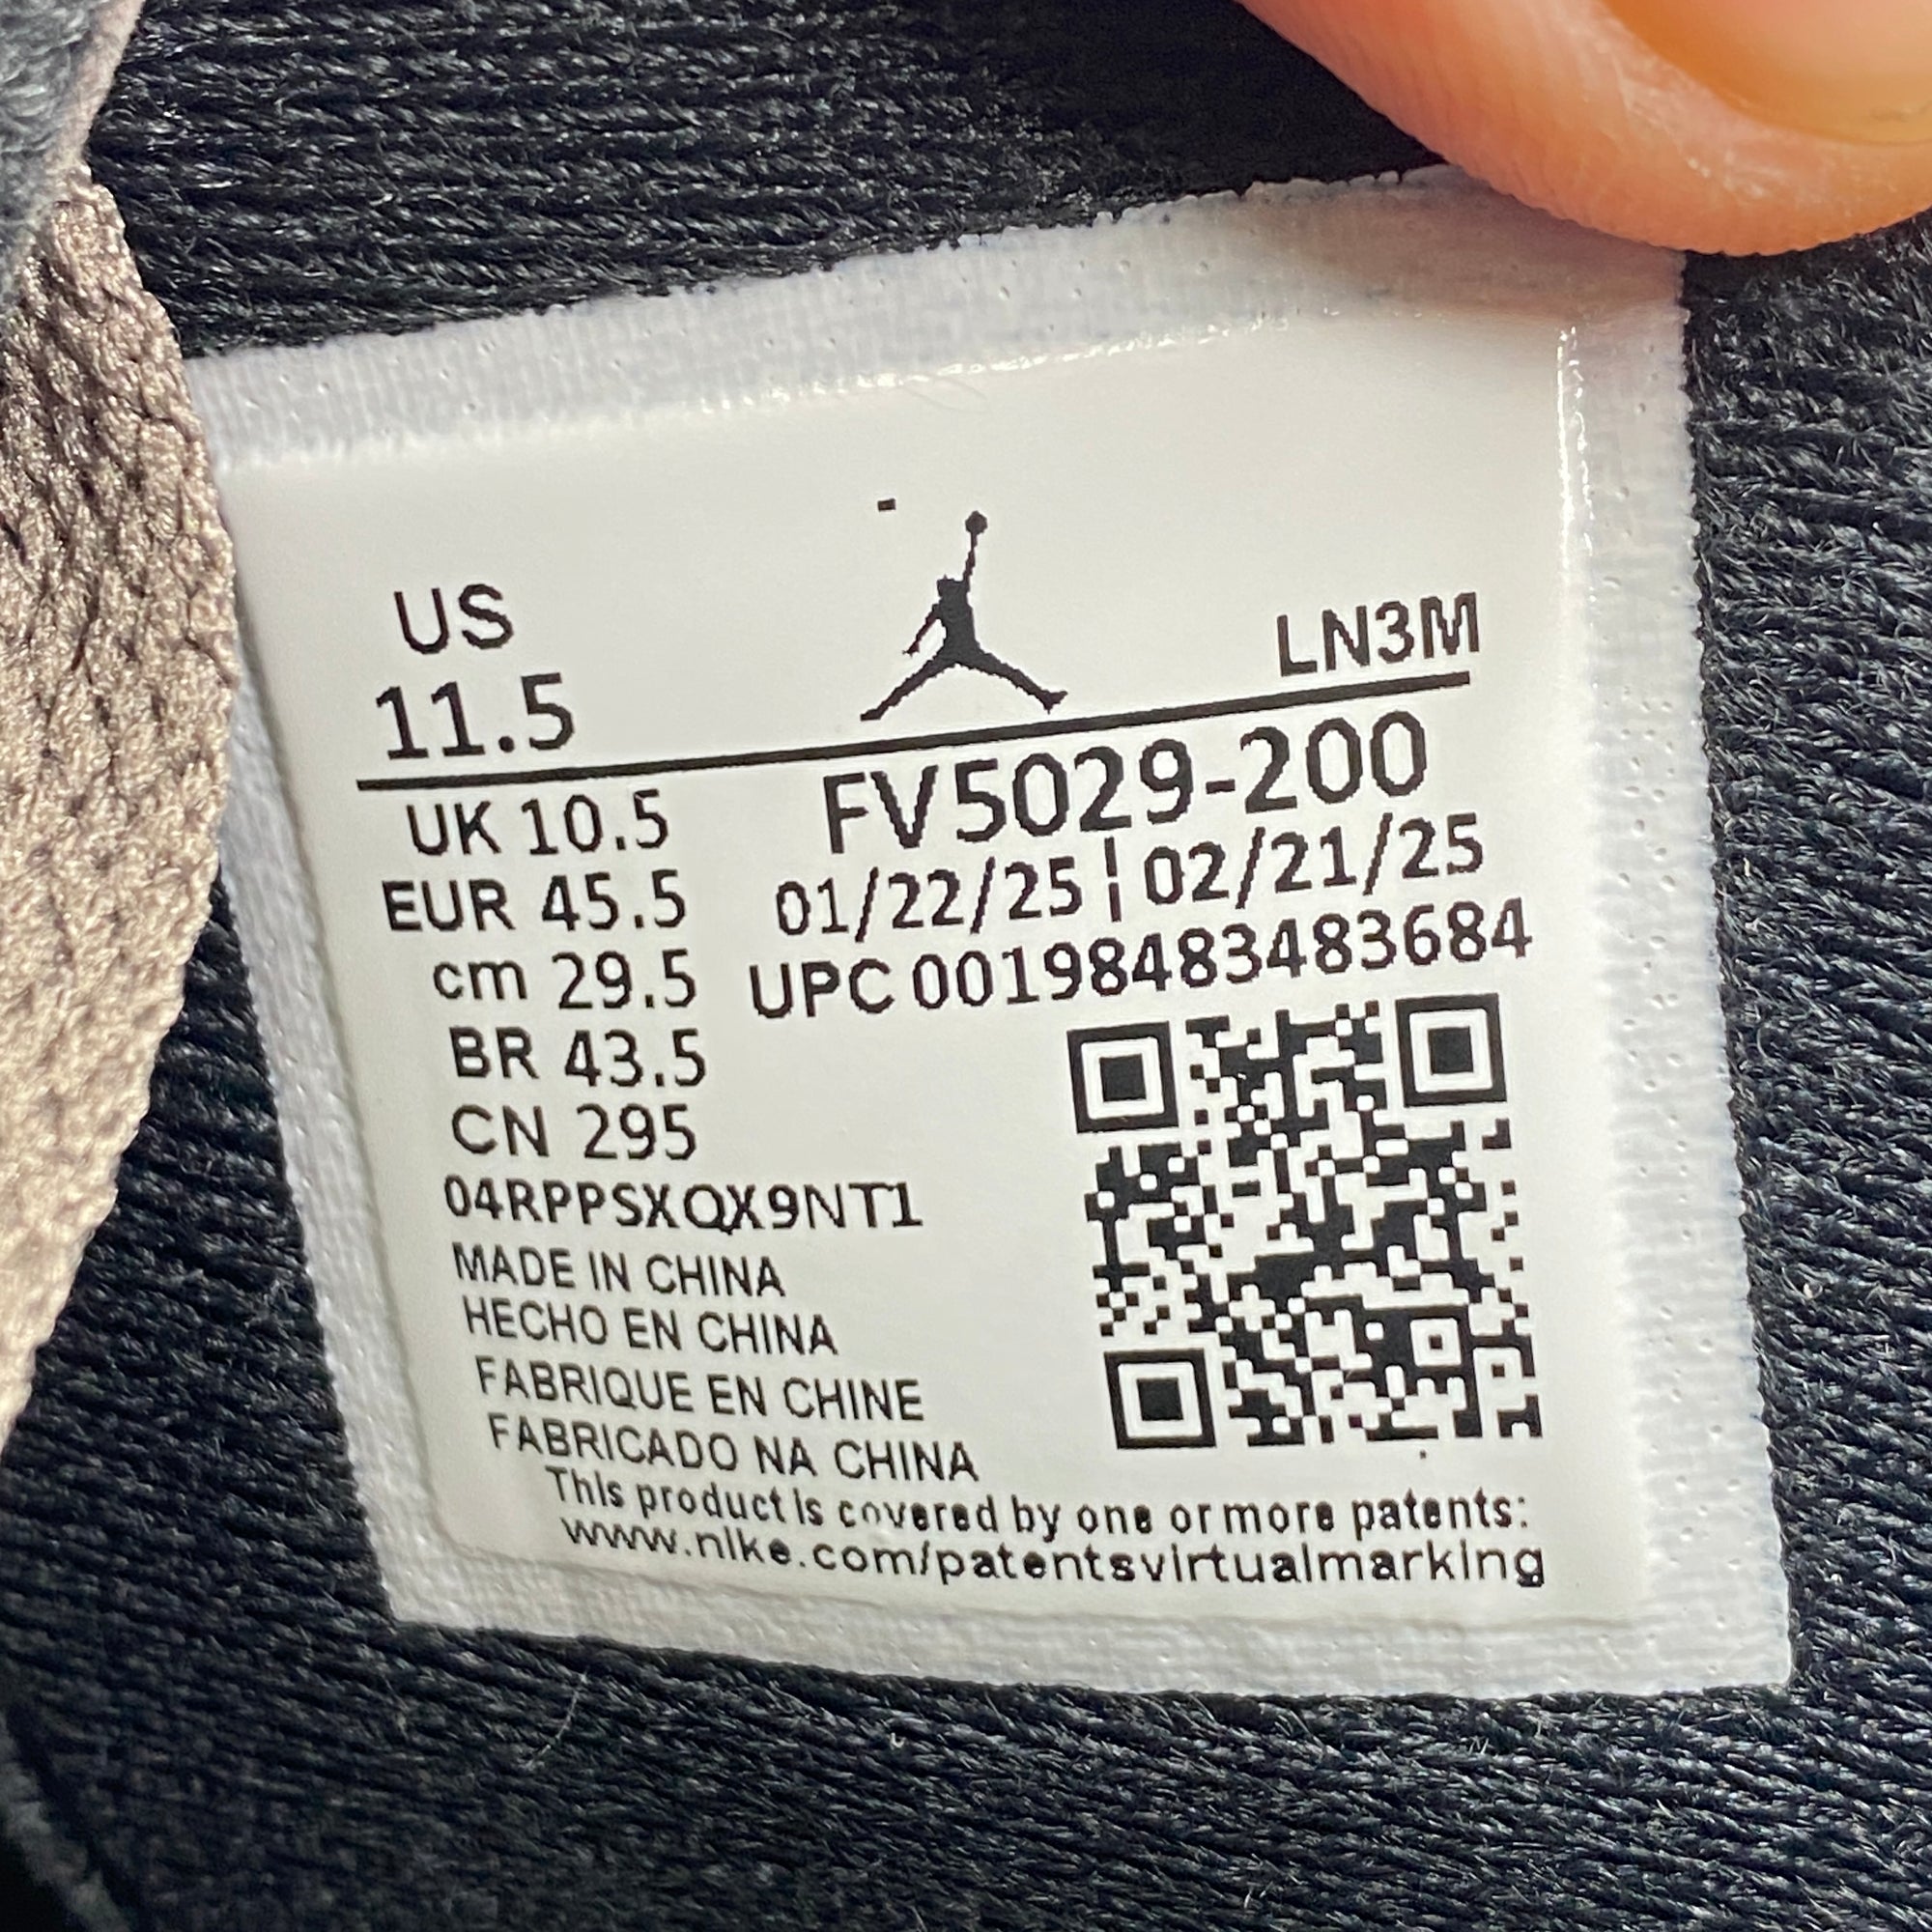 US
11.5
LN3M
UK 10.5
EUR 45.5
cm 29.5
BR 43.5
CN 295
FV5029-200
01/22/25 ¦ 02/21/25
UPC 00198483483684
04RPPSXQX9NT1
MADE IN CHINA
HECHO EN CHINA
FABRIQUE EN CHINE
FABRICADO NA CHINA
This product is covered by one or more patents:
www.nike.com/patentsvirtualmarking